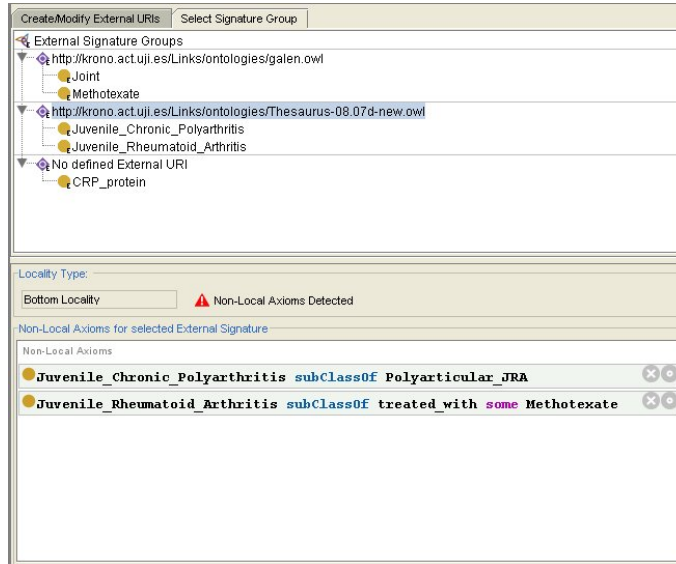 Create/Modify External URIs Select Signature Group
External Signature Groups
http://krono.act.uji.es/Links/ontologies/galen.owl
Joint
Methotexate
http://krono.act.uji.es/Links/ontologies/Thesaurus-08.07d-new.owl
Juvenile_Chronic_Polyarthritis
Juvenile_Rheumatoid_Arthritis
No defined External URI
CRP_protein
Locality Type:
Bottom Locality Non-Local Axioms Detected
Non-Local Axioms for selected External Signature
Non-Local Axioms
Juvenile_Chronic_Polyarthritis subClassOf Polyarticular_JRA
Juvenile_Rheumatoid_Arthritis subClassOf treated_with some Methotexate